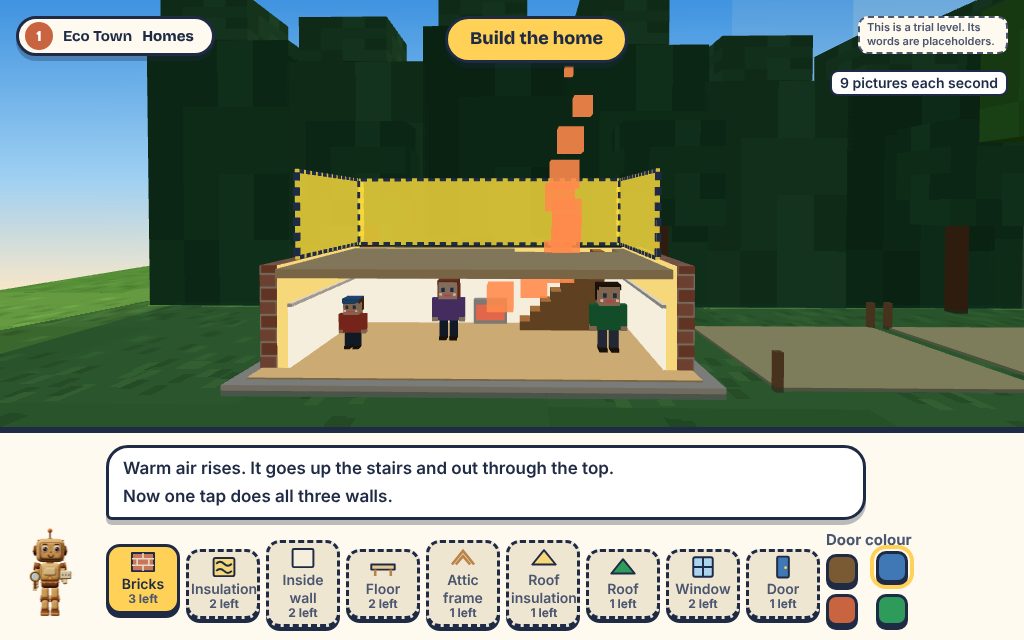 1 Eco Town Homes
Build the home
This is a trial level. Its
words are placeholders.
9 pictures each second
Warm air rises. It goes up the stairs and out through the top.
Now one tap does all three walls.
Bricks
3 left
Insulation
2 left
Inside
wall
2 left
Floor
2 left
Attic
frame
1 left
Roof
insulation
1 left
Roof
1 left
Window
2 left
Door
1 left
Door colour